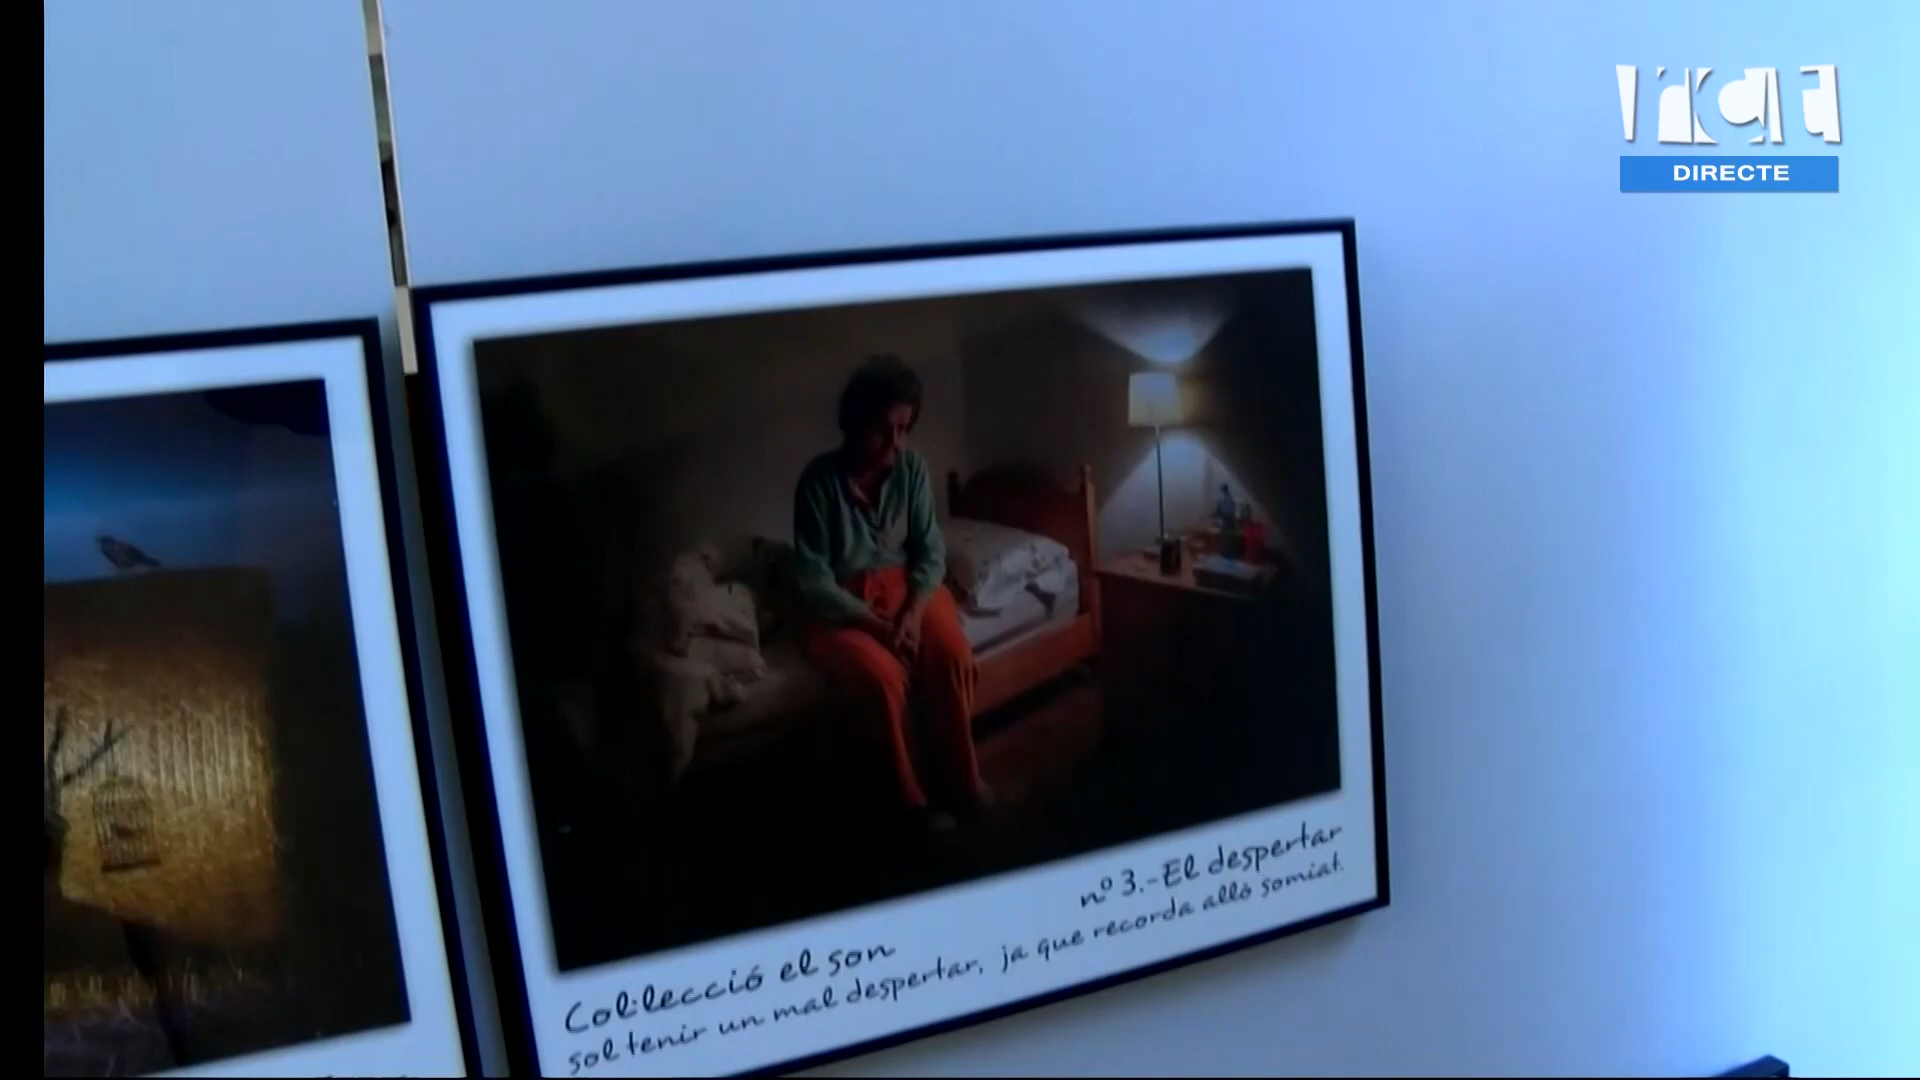 DIRECTE
nº 3.-El despertar
Col·lecció el son
sol tenir un mal despertar, ja que recorda allò somiat.